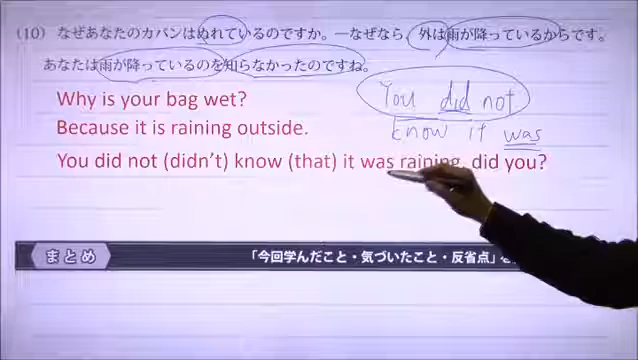 (10) なぜあなたのカバンはぬれているのですか。ーなぜなら、外は雨が降っているからです。
あなたは雨が降っているのを知らなかったのですね。
Why is your bag wet?
Because it is raining outside.
You did not (didn't) know (that) it was raining, did you?
You did not
know it was
まとめ
「今回学んだこと・気づいたこと・反省点」を